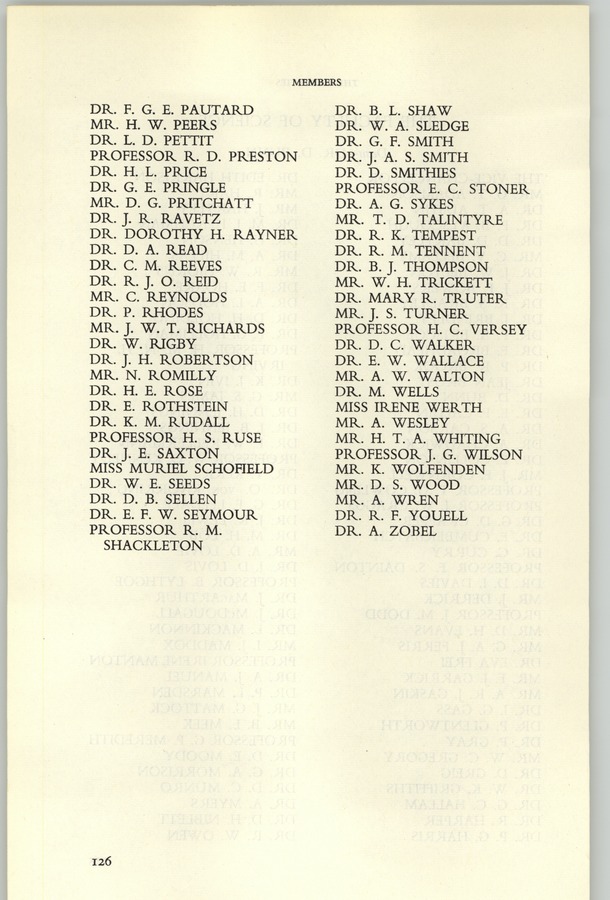 MEMBERS
DR. F. G. E. PAUTARD
MR. H. W. PEERS
DR. L. D. PETTIT
PROFESSOR R. D. PRESTON
DR. H. L. PRICE
DR. G. E. PRINGLE
MR. D. G. PRITCHATT
DR. J. R. RAVETZ
DR. DOROTHY H. RAYNER
DR. D. A. READ
DR. C. M. REEVES
DR. R. J. O. REID
MR. C. REYNOLDS
DR. P. RHODES
MR. J. W. T. RICHARDS
DR. W. RIGBY
DR. J. H. ROBERTSON
MR. N. ROMILLY
DR. H. E. ROSE
DR. E. ROTHSTEIN
DR. K. M. RUDALL
PROFESSOR H. S. RUSE
DR. J. E. SAXTON
MISS MURIEL SCHOFIELD
DR. W. E. SEEDS
DR. D. B. SELLEN
DR. E. F. W. SEYMOUR
PROFESSOR R. M.
SHACKLETON
DR. B. L. SHAW
DR. W. A. SLEDGE
DR. G. F. SMITH
DR. J. A. S. SMITH
DR. D. SMITHIES
PROFESSOR E. C. STONER
DR. A. G. SYKES
MR. T. D. TALINTYRE
DR. R. K. TEMPEST
DR. R. M. TENNENT
DR. B. J. THOMPSON
MR. W. H. TRICKETT
DR. MARY R. TRUTER
MR. J. S. TURNER
PROFESSOR H. C. VERSEY
DR. D. C. WALKER
DR. E. W. WALLACE
MR. A. W. WALTON
DR. M. WELLS
MISS IRENE WERTH
MR. A. WESLEY
MR. H. T. A. WHITING
PROFESSOR J. G. WILSON
MR. K. WOLFENDEN
MR. D. S. WOOD
MR. A. WREN
DR. R. F. YOUELL
DR. A. ZOBEL
126